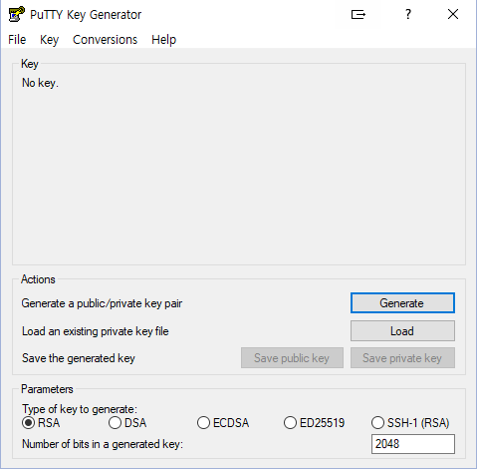 PuTTY Key Generator ?
File Key Conversions Help
Key
No key.
Actions
Generate a public/private key pair Generate
Load an existing private key file Load
Save the generated key Save public key Save private key
Parameters
Type of key to generate:
RSA DSA ECDSA ED25519 SSH-1 (RSA)
Number of bits in a generated key: 2048